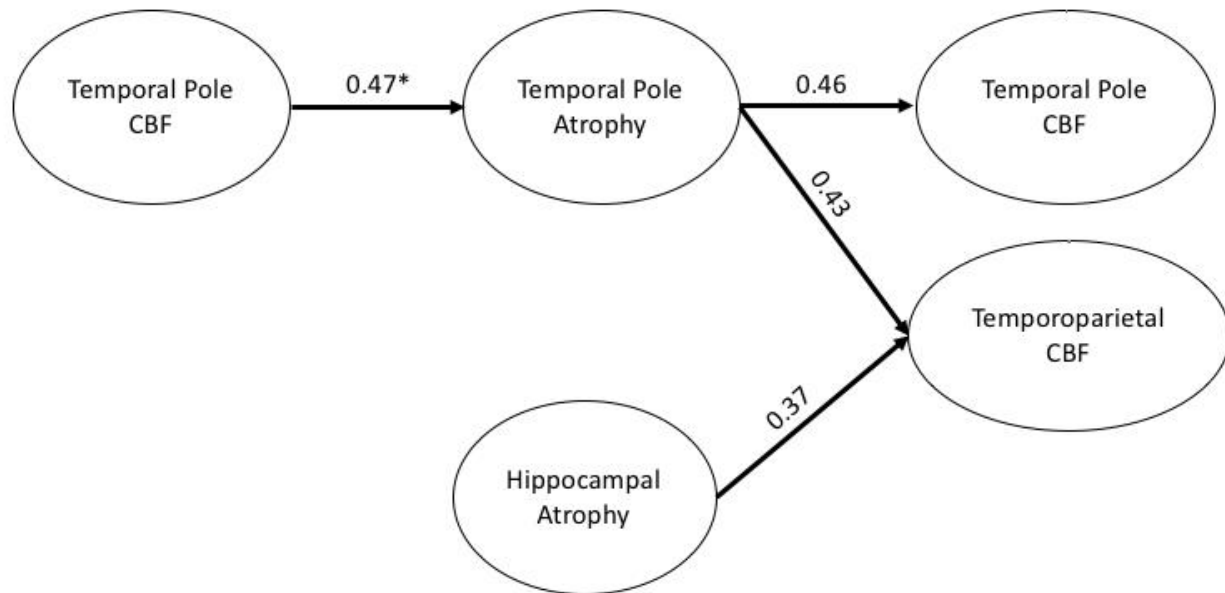 Temporal Pole
CBF
0.47*
Temporal Pole
Atrophy
0.46
Temporal Pole
CBF
0.43
Temporoparietal
CBF
0.37
Hippocampal
Atrophy